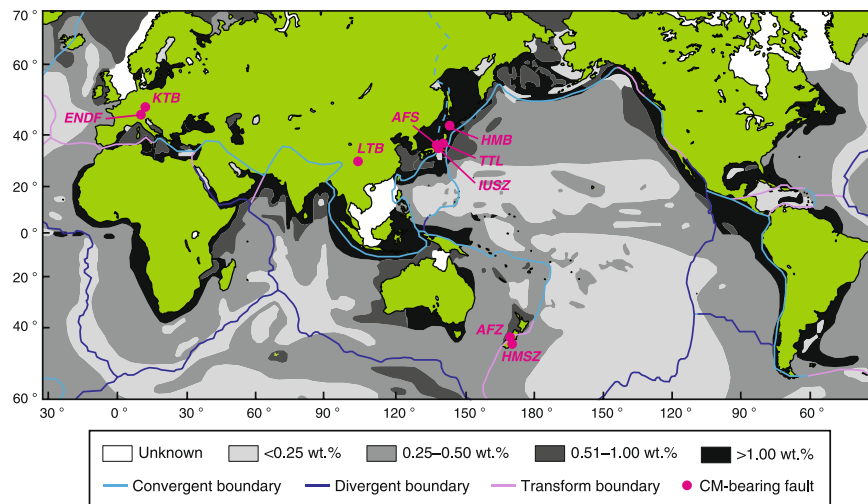 70 °
60 °
40 °
20 °
0 °
20 °
40 °
60 °
KTB
ENDF
LTB
AFS
HMB
TTL
IUSZ
AFZ
HMSZ
30 ° 0 ° 30 ° 60 ° 90 ° 120 ° 150 ° 180 ° 150 ° 120 ° 90 ° 60 °
Unknown <0.25 wt.% 0.25–0.50 wt.% 0.51–1.00 wt.% >1.00 wt.%
Convergent boundary Divergent boundary Transform boundary CM-bearing fault